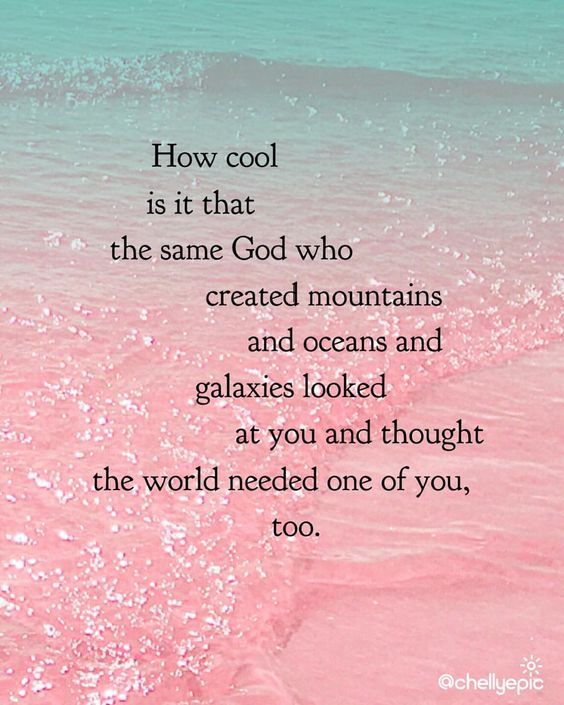 How cool
is it that
the same God who
created mountains
and oceans and
galaxies looked
at you and thought
the world needed one of you,
too.
@chellyepic